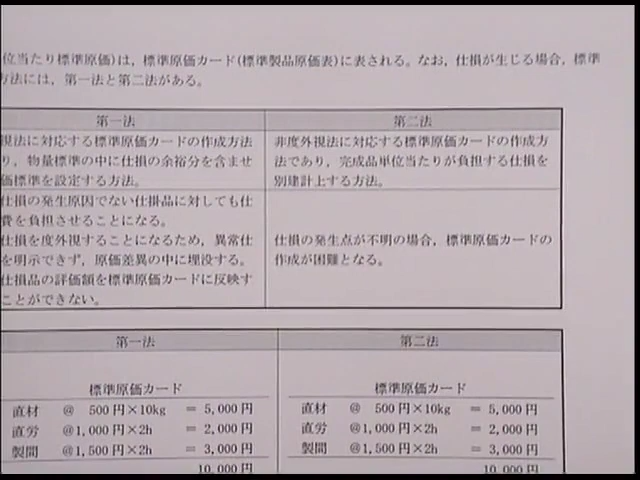 位当たり標準原価)は，標準原価カード(標準製品原価表)に表される。なお，仕損が生じる場合，標準
方法には，第一法と第二法がある。
第一法
第二法
視法に対応する標準原価カードの作成方法
り，物量標準の中に仕損の余裕分を含ませ
価標準を設定する方法。
非度外視法に対応する標準原価カードの作成方
法であり，完成品単位当たりが負担する仕損を
別建計上する方法。
仕損の発生原因でない仕掛品に対しても仕
費を負担させることになる。
仕損を度外視することになるため，異常仕
を明示できず，原価差異の中に埋没する。
仕損品の評価額を標準原価カードに反映す
ことができない。
仕損の発生点が不明の場合，標準原価カードの
作成が困難となる。
第一法
第二法
標準原価カード
直材 @ 500円×10kg ＝ 5,000円
直労 @1,000円×2h ＝ 2,000円
製間 @1,500円×2h ＝ 3,000円
10,000円
標準原価カード
直材 @ 500円×10kg ＝ 5,000円
直労 @1,000円×2h ＝ 2,000円
製間 @1,500円×2h ＝ 3,000円
10,000円